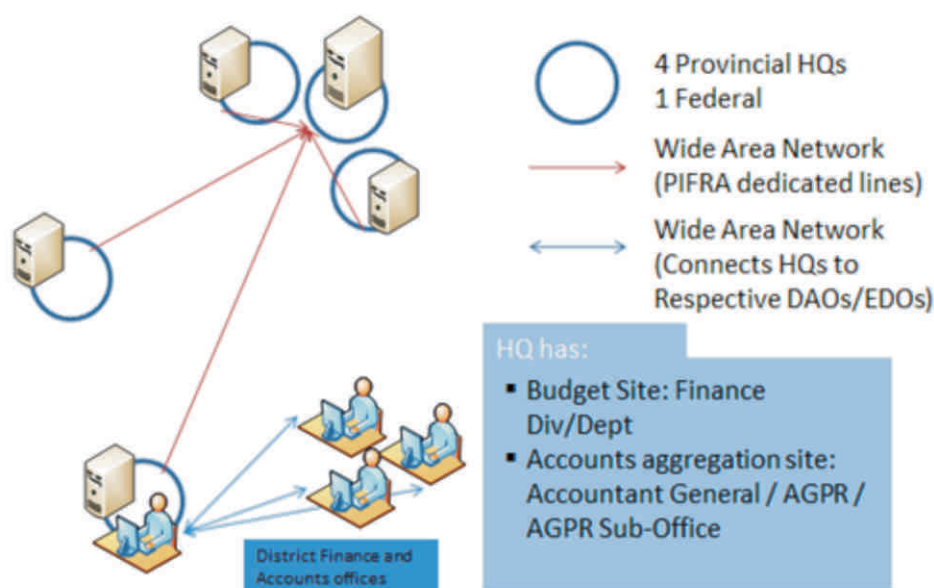 4 Provincial HQs
1 Federal
Wide Area Network
(PIFRA dedicated lines)
Wide Area Network
(Connects HQs to
Respective DAOs/EDOs)
HQ has:
▪ Budget Site: Finance
Div/Dept
▪ Accounts aggregation site:
Accountant General / AGPR /
AGPR Sub-Office
District Finance and
Accounts offices